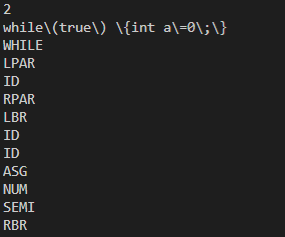 2
while\(true\) \{int a\=0\;\}
WHILE
LPAR
ID
RPAR
LBR
ID
ID
ASG
NUM
SEMI
RBR